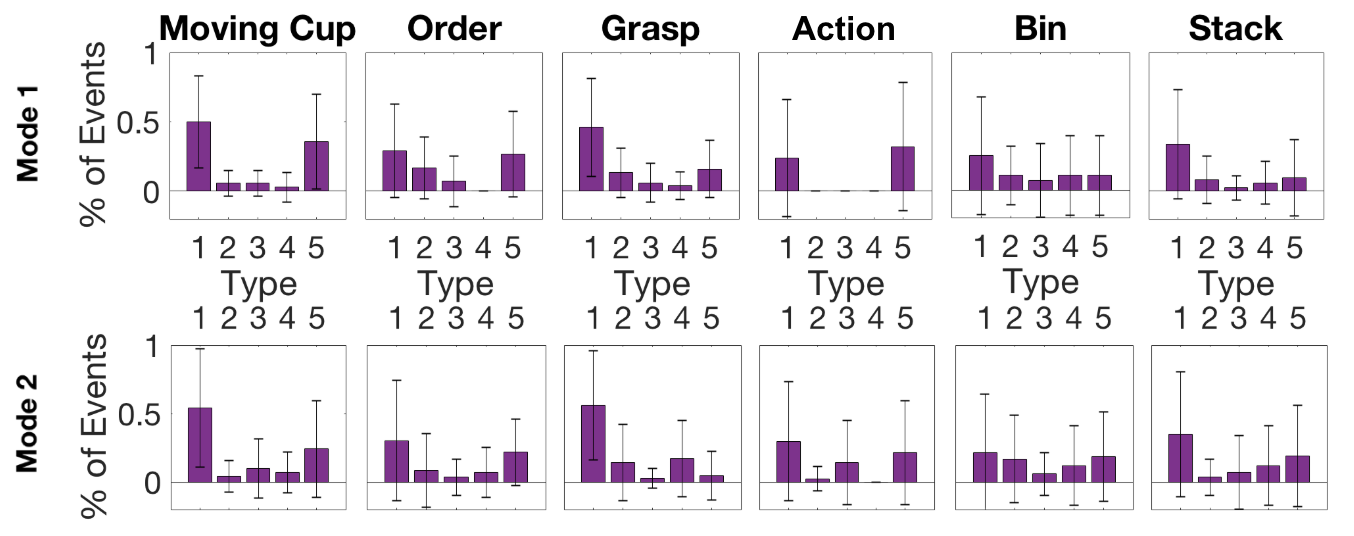 Moving Cup Order Grasp Action Bin Stack
Mode 1
% of Events
1
0.5
0
1 2 3 4 5 1 2 3 4 5 1 2 3 4 5 1 2 3 4 5 1 2 3 4 5 1 2 3 4 5
Type Type Type Type Type Type
1 2 3 4 5 1 2 3 4 5 1 2 3 4 5 1 2 3 4 5 1 2 3 4 5 1 2 3 4 5
Mode 2
% of Events
1
0.5
0